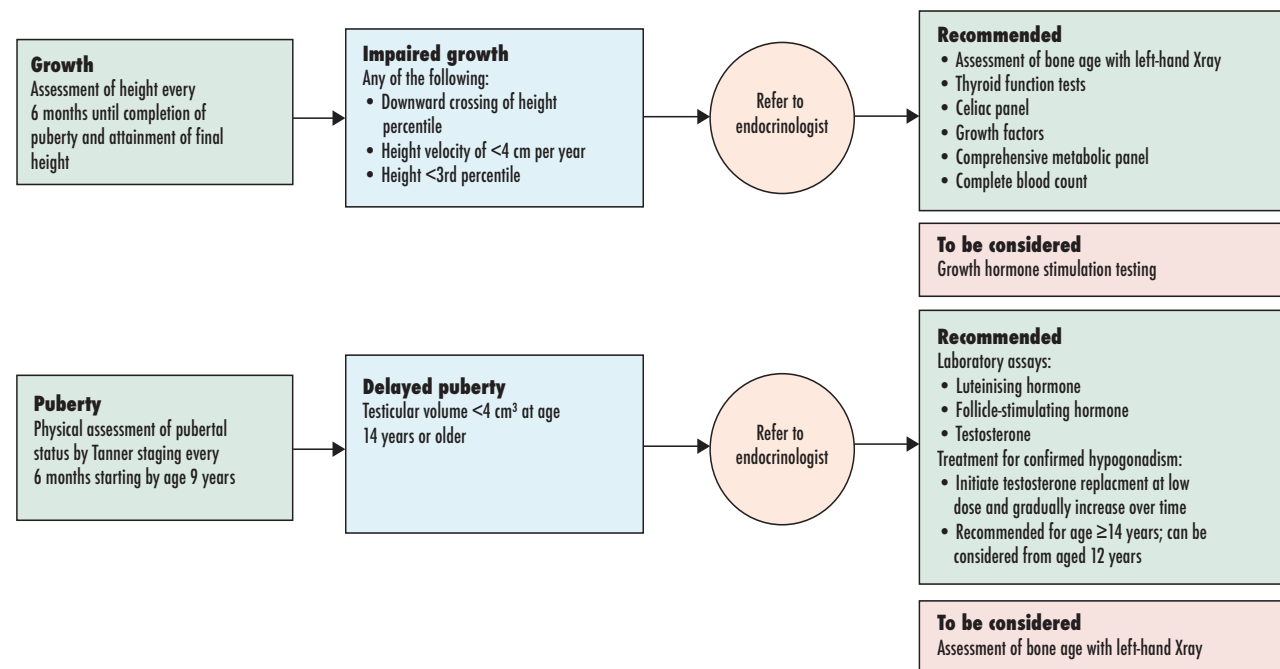 Growth
Assessment of height every
6 months until completion of
puberty and attainment of final
height
Impaired growth
Any of the following:
• Downward crossing of height
percentile
• Height velocity of <4 cm per year
• Height <3rd percentile
Refer to
endocrinologist
Recommended
• Assessment of bone age with left-hand Xray
• Thyroid function tests
• Celiac panel
• Growth factors
• Comprehensive metabolic panel
• Complete blood count
To be considered
Growth hormone stimulation testing
Puberty
Physical assessment of pubertal
status by Tanner staging every
6 months starting by age 9 years
Delayed puberty
Testicular volume <4 cm³ at age
14 years or older
Refer to
endocrinologist
Recommended
Laboratory assays:
• Luteinising hormone
• Follicle-stimulating hormone
• Testosterone
Treatment for confirmed hypogonadism:
• Initiate testosterone replacment at low
dose and gradually increase over time
• Recommended for age ≥14 years; can be
considered from aged 12 years
To be considered
Assessment of bone age with left-hand Xray